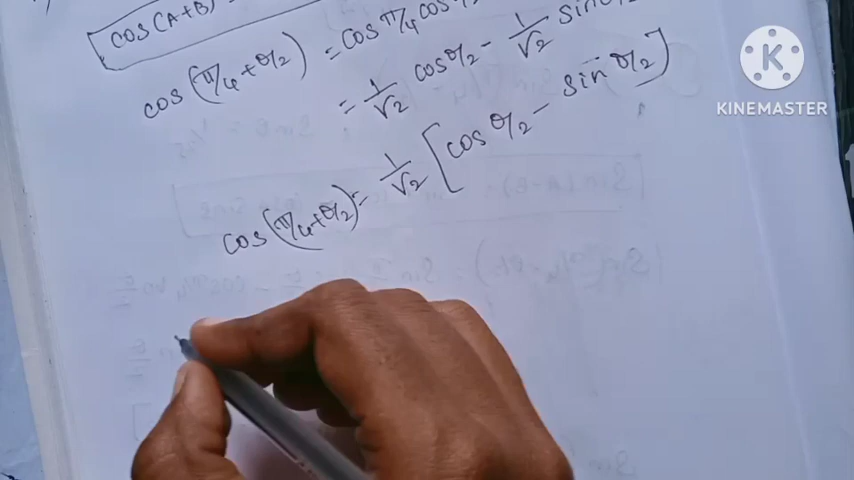 cos(A+B)
cos(π/4+θ/2) = cos π/4 cos θ/2
= 1/√2 cos θ/2 - 1/√2 sin θ/2
cos(π/4+θ/2) = 1/√2 [cos θ/2 - sin θ/2]
KINEMASTER